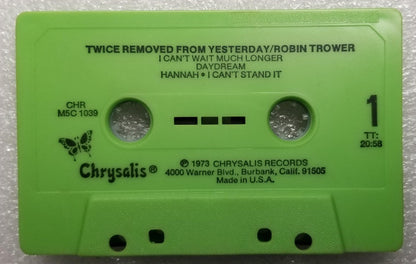 TWICE REMOVED FROM YESTERDAY/ROBIN TROWER
I CAN'T WAIT MUCH LONGER
DAYDREAM
HANNAH • I CAN'T STAND IT
CHR
M5C 1039
1
TT:
20:58
Chrysalis®
℗ 1973 CHRYSALIS RECORDS
4000 Warner Blvd., Burbank, Calif. 91505
Made in U.S.A.